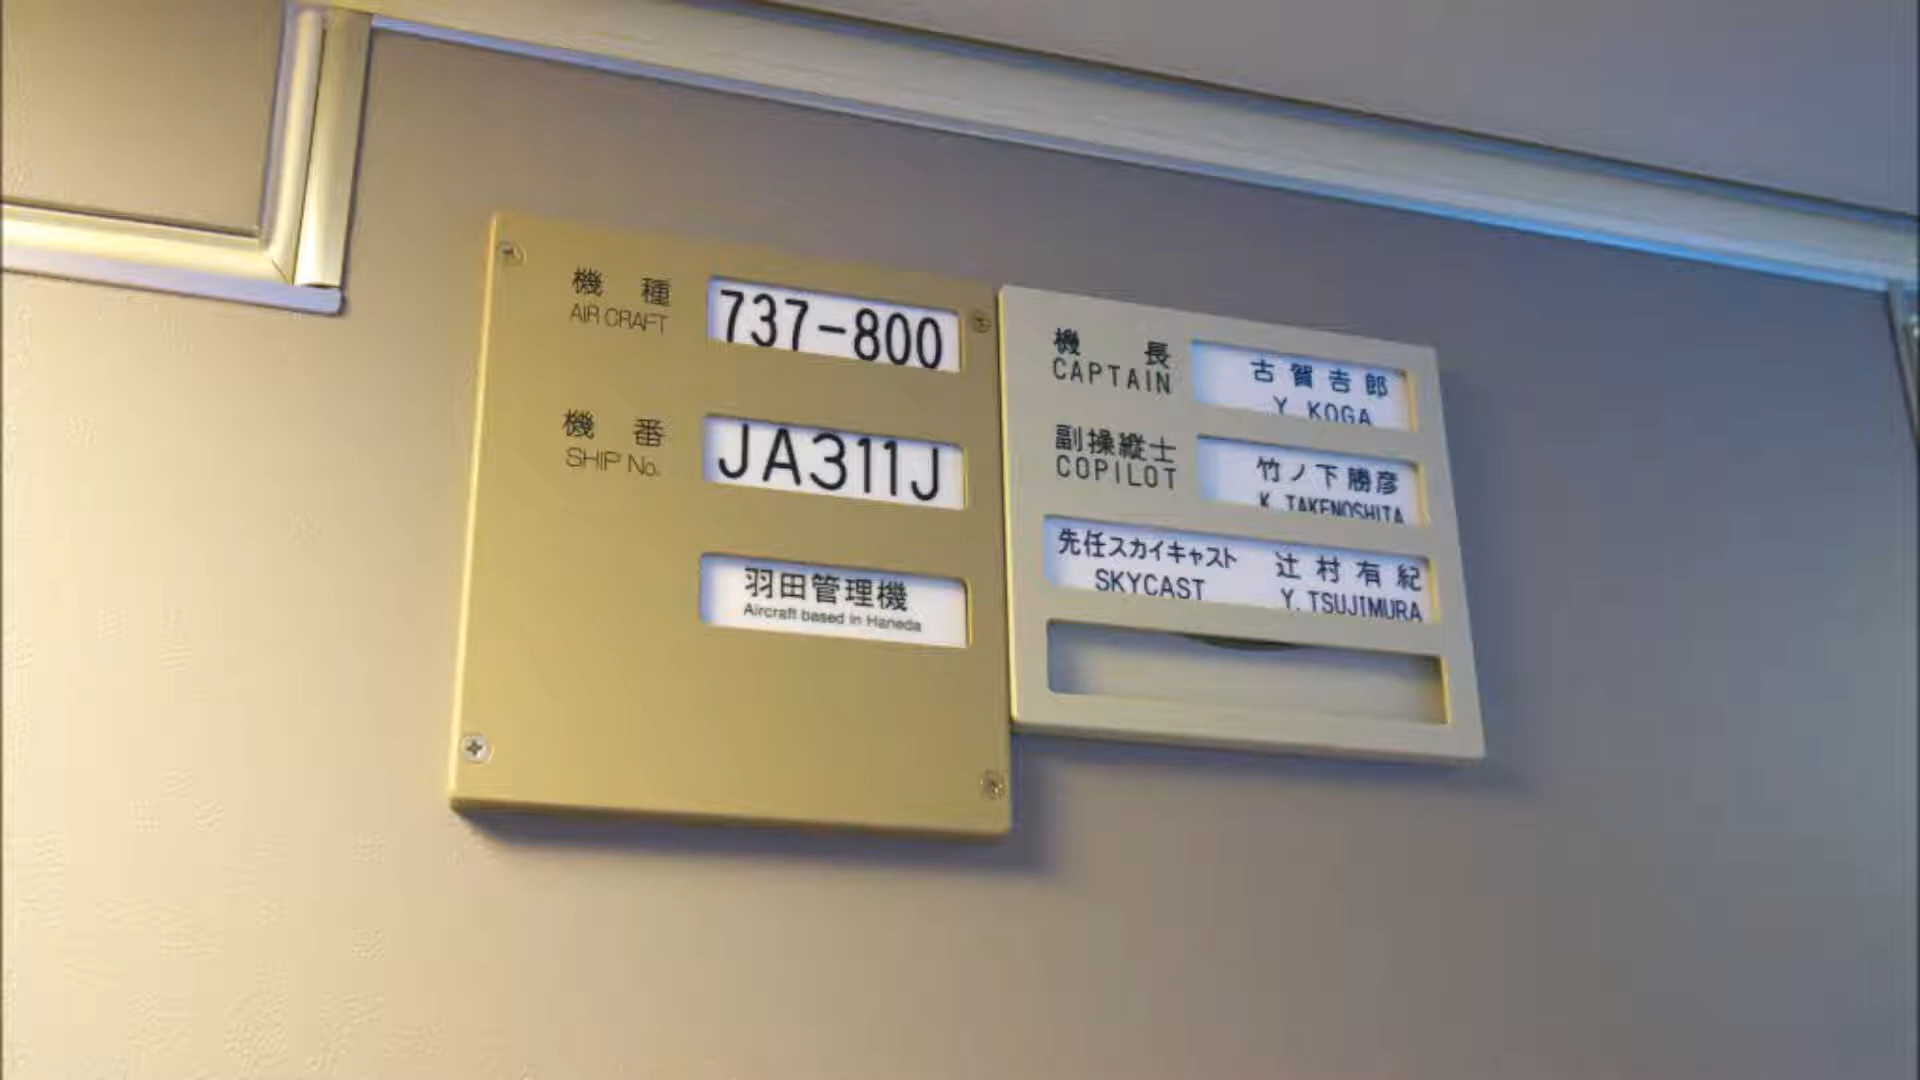 機種
AIR CRAFT
737-800
機番
SHIP No.
JA311J
羽田管理機
Aircraft based in Haneda
機長
CAPTAIN
古賀吉郎
Y. KOGA
副操縦士
COPILOT
竹ノ下勝彦
K. TAKENOSHITA
先任スカイキャスト 辻村有紀
SKYCAST Y. TSUJIMURA